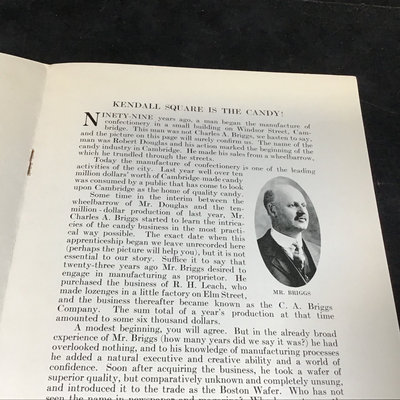 KENDALL SQUARE IS THE CANDY!
NINETY-NINE years ago, a man began the manufacture of
confectionery in a small building on Windsor Street, Cam-
bridge. This man was not Charles A. Briggs, we hasten to say,
and the picture on this page will surely confirm us. The name of the
man was Robert Douglas and his action marked the beginning of the
candy industry in Cambridge. He made his sales from a wheelbarrow,
which he trundled through the streets.
Today the manufacture of confectionery is one of the leading
activities of the city. Last year well over ten
million dollars' worth of Cambridge-made candy
was consumed by a public that has come to look
upon Cambridge as the home of quality candy.
Some time in the interim between the
wheelbarrow of Mr. Douglas and the ten-
million-dollar production of last year, Mr.
Charles A. Briggs started to learn the intrica-
cies of the candy business in the most practi-
cal way possible. The exact date when this
apprenticeship began we leave unrecorded here
(perhaps the picture will help you), but it is not
essential to our story. Suffice it to say that
twenty-three years ago Mr. Briggs desired to
engage in manufacturing as proprietor. He
purchased the business of R. H. Leach, who
made lozenges in a little factory on Elm Street,
and the business thereafter became known as the C. A. Briggs
Company. The sum total of a year's production at that time
amounted to some six thousand dollars.
MR. BRIGGS
A modest beginning, you will agree. But in the already broad
experience of Mr. Briggs (how many years did we say it was?) he had
overlooked nothing, and to his knowledge of manufacturing processes
he added a natural executive and creative ability and a world of
confidence. Soon after acquiring the business, he took a wafer of
superior quality, but comparatively unknown and completely unsung,
and introduced it to the trade as the Boston Wafer. Who has not
seen the name in newspaper and